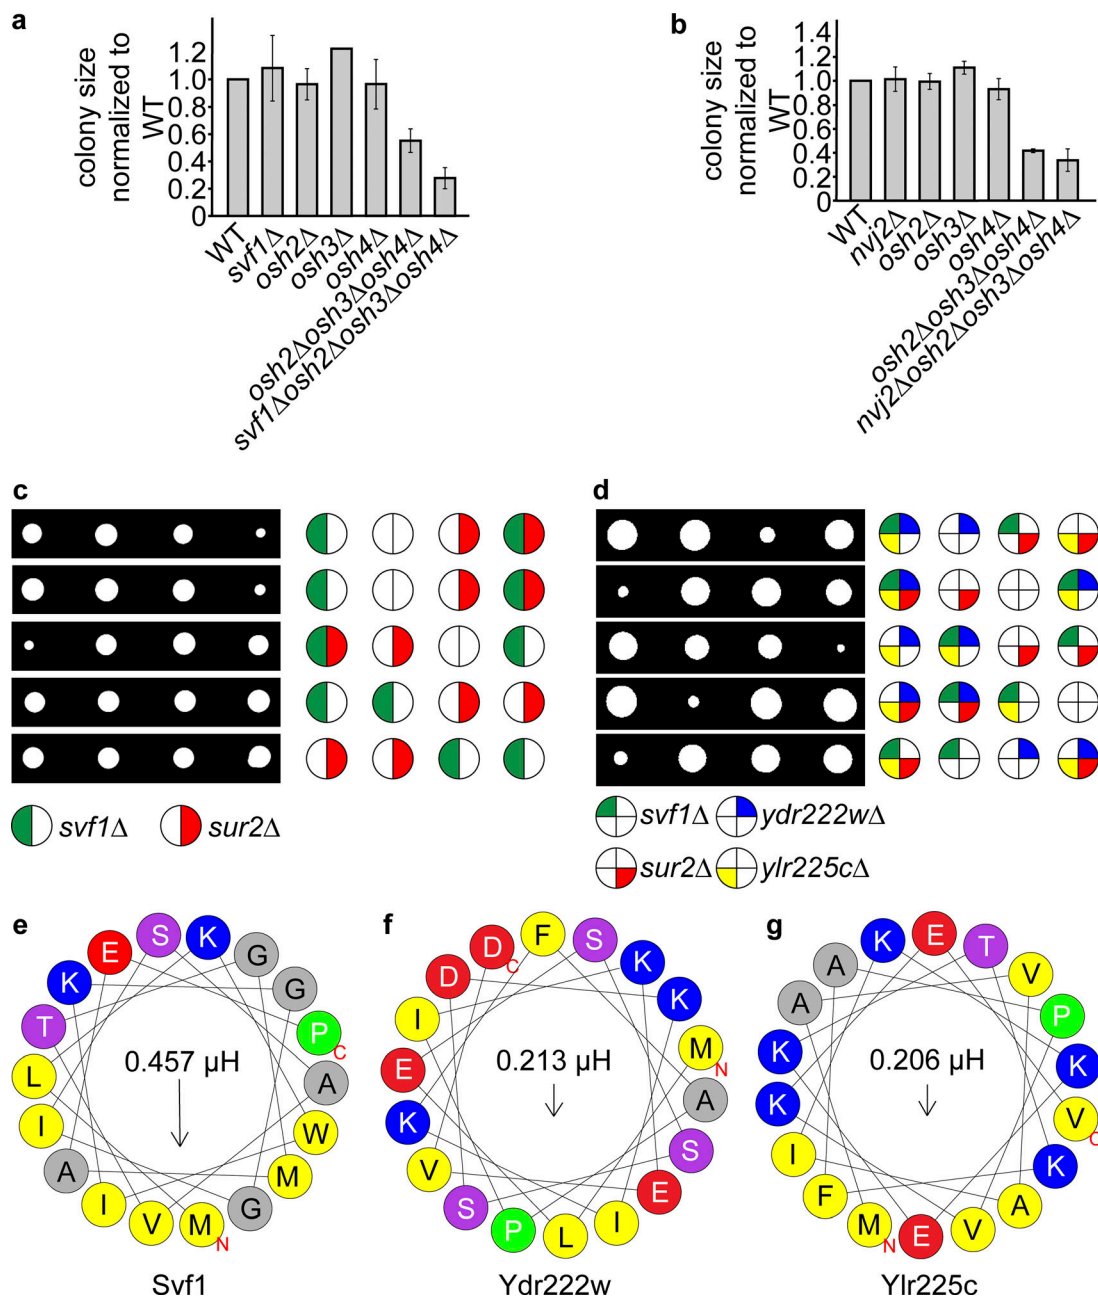 a
colony size
normalized to
WT
1.2
1.0
0.8
0.6
0.4
0.2
0
WT
svf1Δ
osh2Δ
osh3Δ
osh4Δ
osh2Δosh3Δosh4Δ
svf1Δosh2Δosh3Δosh4Δ
b
colony size
normalized to
WT
1.4
1.2
1.0
0.8
0.6
0.4
0.2
0
WT
nvj2Δ
osh2Δ
osh3Δ
osh4Δ
osh2Δosh3Δosh4Δ
nvj2Δosh2Δosh3Δosh4Δ
c
svf1Δ
sur2Δ
d
svf1Δ
ydr222wΔ
sur2Δ
ylr225cΔ
e
S
K
G
G
P
C
A
W
M
G
M
N
V
I
A
I
L
T
K
E
0.457 µH
Svf1
f
F
S
K
K
M
N
A
S
E
I
L
P
S
V
K
E
I
D
D
C
0.213 µH
Ydr222w
g
E
T
V
P
K
V
C
K
A
V
E
M
N
F
I
K
K
A
A
K
0.206 µH
Ylr225c